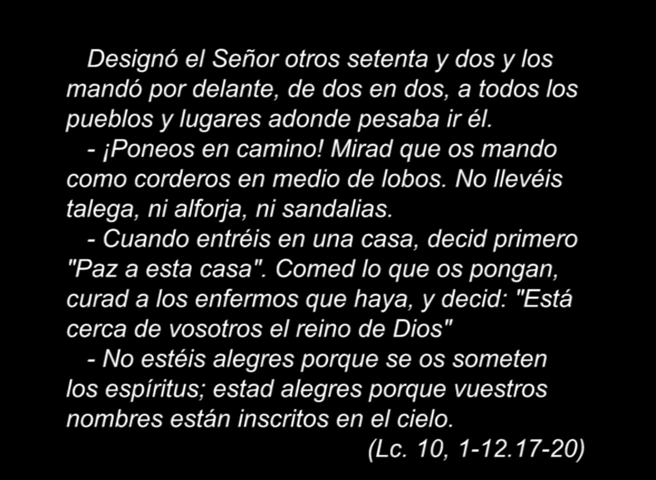 Designó el Señor otros setenta y dos y los
mandó por delante, de dos en dos, a todos los
pueblos y lugares adonde pesaba ir él.
- ¡Poneos en camino! Mirad que os mando
como corderos en medio de lobos. No llevéis
talega, ni alforja, ni sandalias.
- Cuando entréis en una casa, decid primero
"Paz a esta casa". Comed lo que os pongan,
curad a los enfermos que haya, y decid: "Está
cerca de vosotros el reino de Dios"
- No estéis alegres porque se os someten
los espíritus; estad alegres porque vuestros
nombres están inscritos en el cielo.
(Lc. 10, 1-12.17-20)